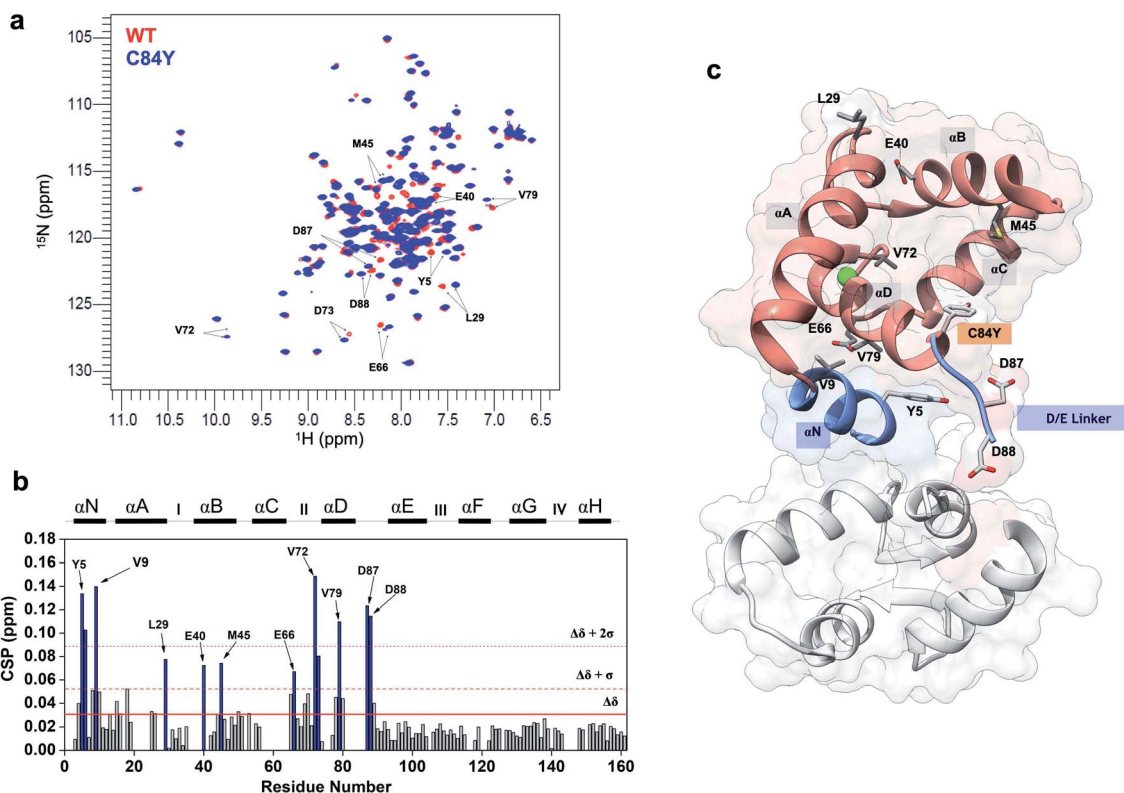 a
WT
C84Y
105
110
115
120
125
130
¹⁵N (ppm)
M45
E40
V79
D87
Y5
D88
L29
D73
V72
E66
11.0 10.5 10.0 9.5 9.0 8.5 8.0 7.5 7.0 6.5
¹H (ppm)
b
αN αA I αB αC II αD αE III αF αG IV αH
0.18
0.16
0.14
0.12
0.10
0.08
0.06
0.04
0.02
0.00
CSP (ppm)
Y5
V9
L29
E40
M45
E66
V72
V79
D87
D88
Δδ + 2σ
Δδ + σ
Δδ
0 20 40 60 80 100 120 140 160
Residue Number
c
L29
E40
αB
αA
M45
V72
αC
αD
E66
C84Y
V79
D87
V9
Y5
D/E Linker
αN
D88